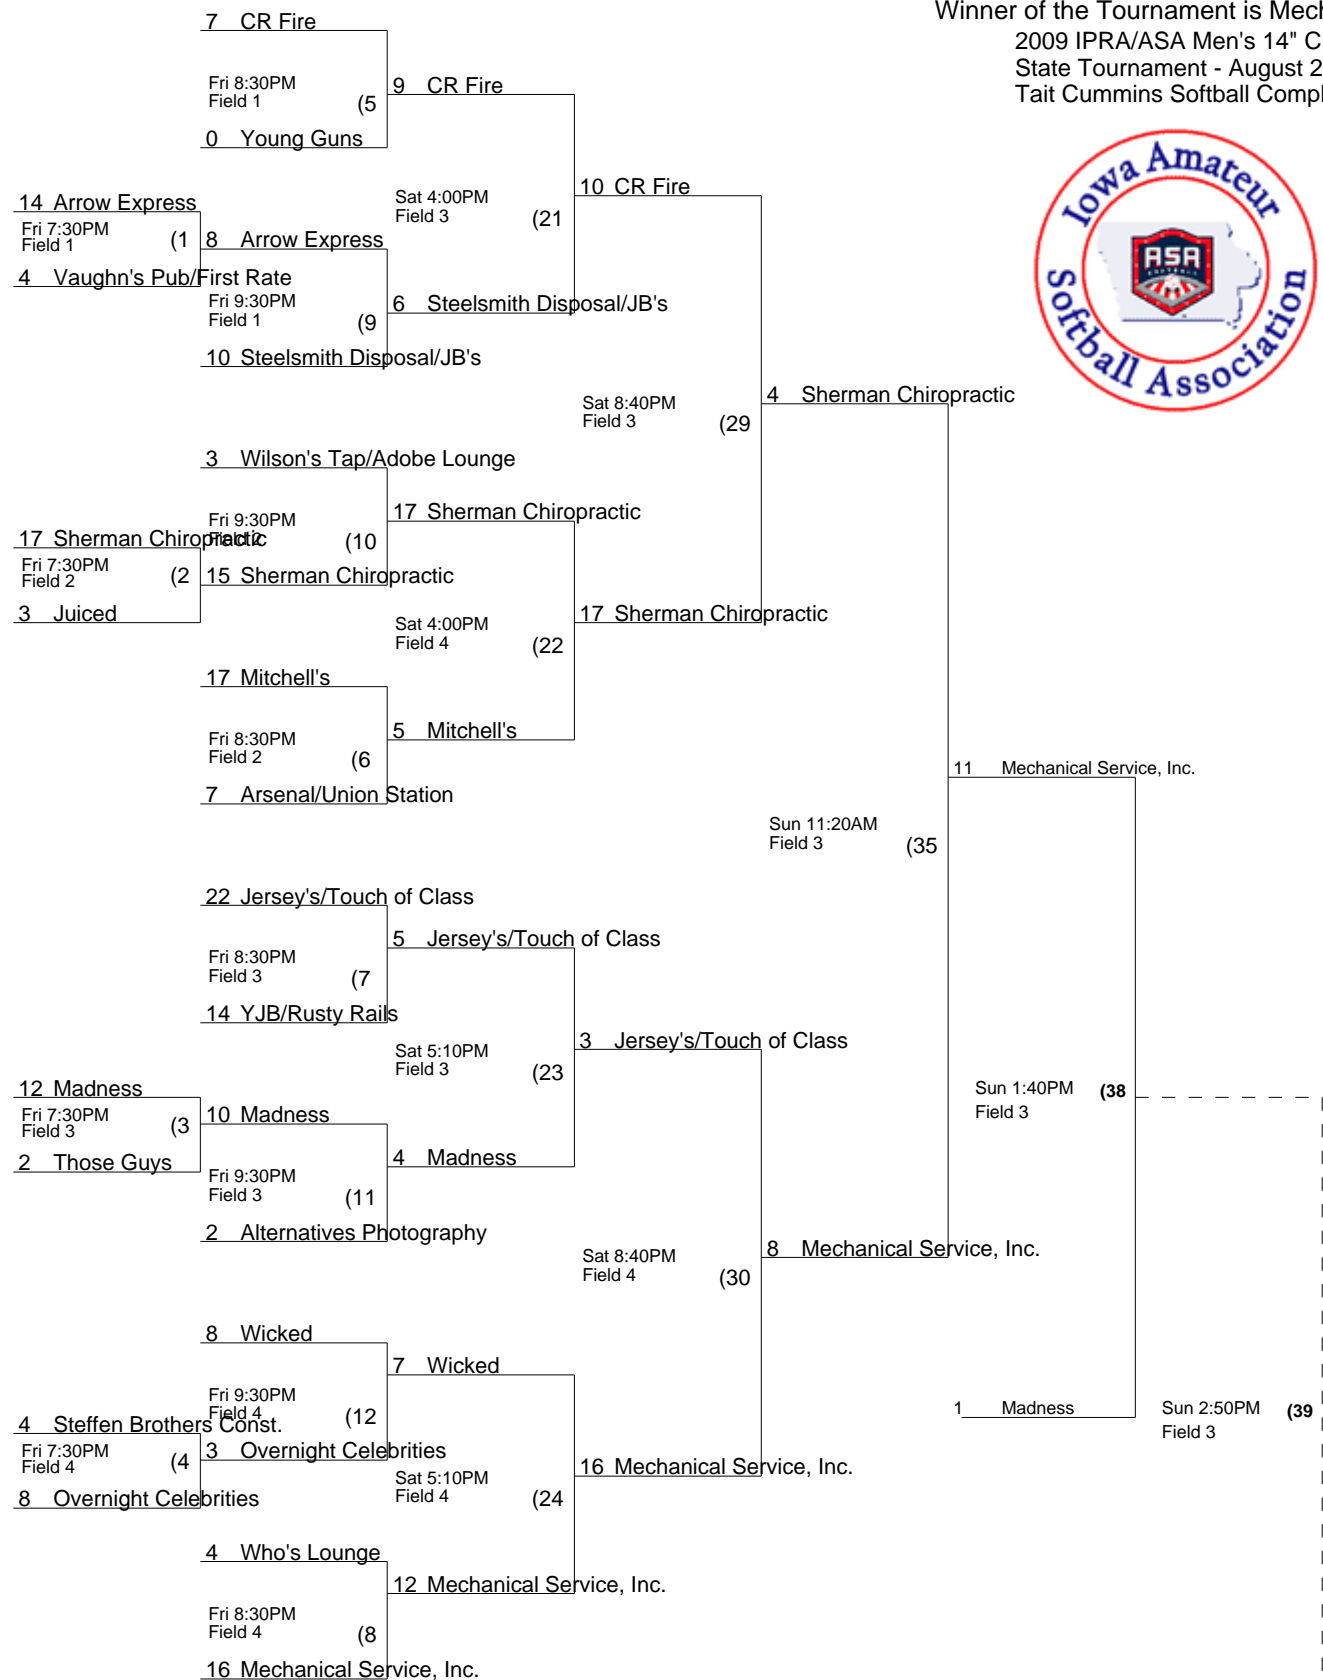 Winner of the Tournament is
2009 IPRA/ASA Men's 14"
State Tournament - August
Tait Cummins Softball
Iowa Amateur
Softball Association
ASA
7 CR Fire
Fri 8:30PM
Field 1 (5
0 Young Guns
9 CR Fire
14 Arrow Express
Fri 7:30PM
Field 1 (1
4 Vaughn's Pub/First Rate
8 Arrow Express
Fri 9:30PM
Field 1 (9
10 Steelsmith Disposal/JB's
Sat 4:00PM
Field 3 (21
6 Steelsmith Disposal/JB's
10 CR Fire
3 Wilson's Tap/Adobe Lounge
Fri 9:30PM
Field 2 (10
17 Sherman Chiropractic
Fri 7:30PM
Field 2 (2
3 Juiced
15 Sherman Chiropractic
17 Sherman Chiropractic
Sat 4:00PM
Field 4 (22
17 Mitchell's
Fri 8:30PM
Field 2 (6
7 Arsenal/Union Station
5 Mitchell's
17 Sherman Chiropractic
Sat 8:40PM
Field 3 (29
4 Sherman Chiropractic
22 Jersey's/Touch of Class
Fri 8:30PM
Field 3 (7
14 YJB/Rusty Rails
5 Jersey's/Touch of Class
12 Madness
Fri 7:30PM
Field 3 (3
2 Those Guys
10 Madness
Fri 9:30PM
Field 3 (11
2 Alternatives Photography
Sat 5:10PM
Field 3 (23
4 Madness
3 Jersey's/Touch of Class
8 Wicked
Fri 9:30PM
Field 4 (12
4 Steffen Brothers Const.
Fri 7:30PM
Field 4 (4
8 Overnight Celebrities
3 Overnight Celebrities
7 Wicked
Sat 5:10PM
Field 4 (24
4 Who's Lounge
Fri 8:30PM
Field 4 (8
16 Mechanical Service, Inc.
12 Mechanical Service, Inc.
16 Mechanical Service, Inc.
Sat 8:40PM
Field 4 (30
8 Mechanical Service, Inc.
Sun 11:20AM
Field 3 (35
11 Mechanical Service, Inc.
Sun 1:40PM (38
Field 3
1 Madness
Sun 2:50PM (39
Field 3